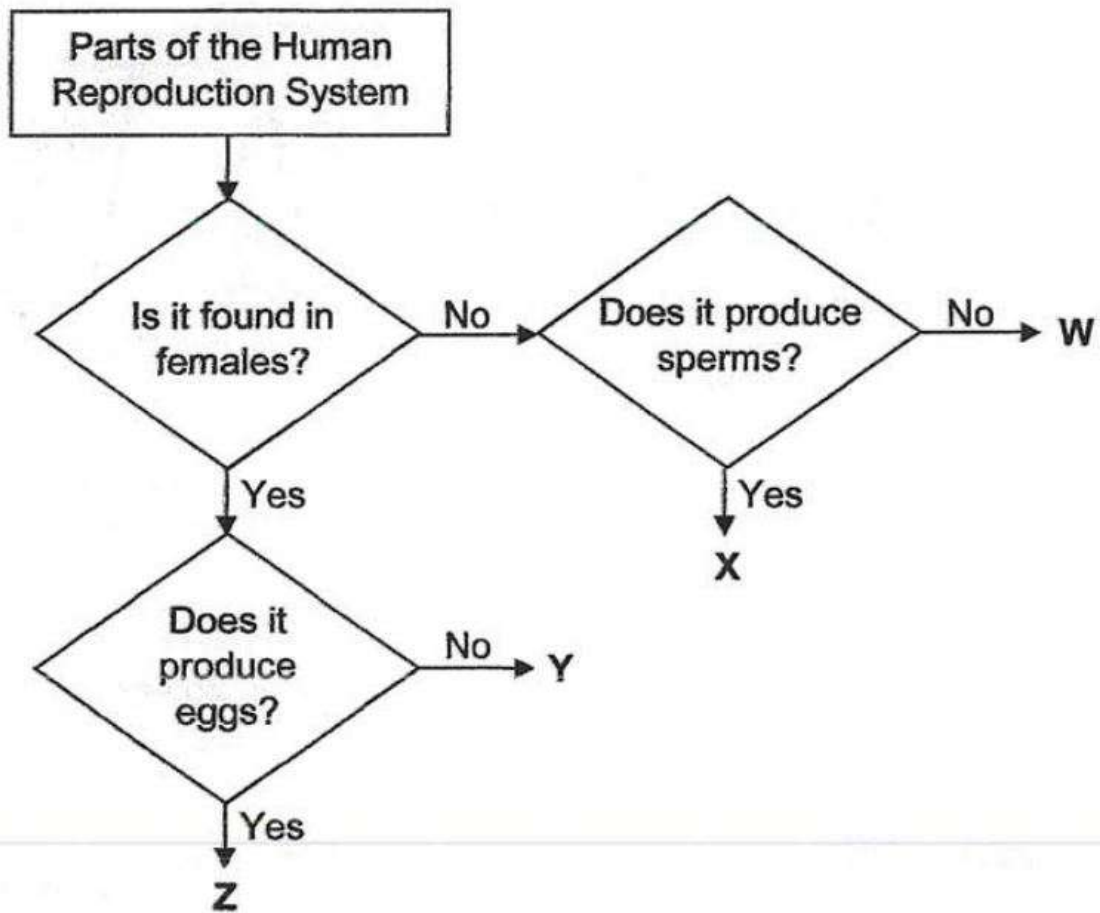 Parts of the Human
Reproduction System
Is it found in
females?
No
Does it produce
sperms?
No
W
Yes
X
Yes
Does it
produce
eggs?
No
Y
Yes
Z